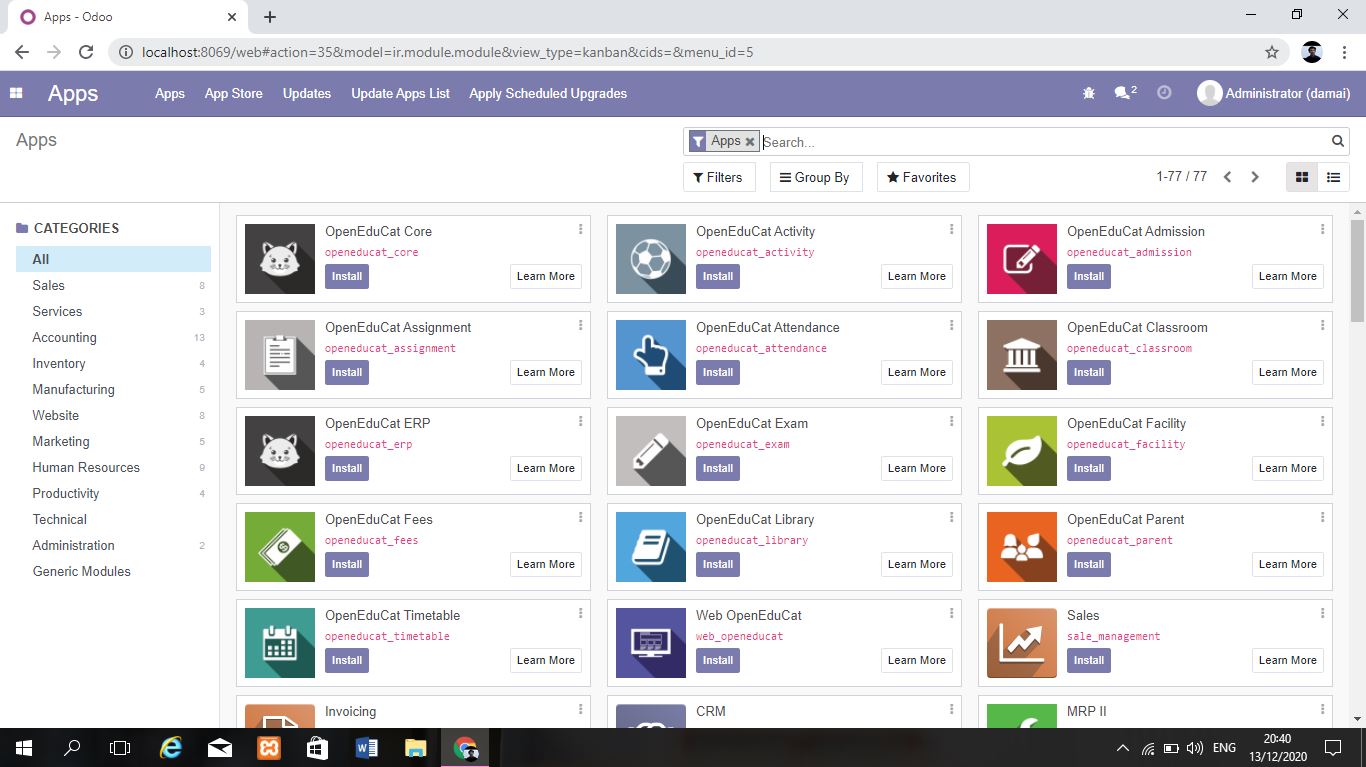 Apps - Odoo
localhost:8069/web#action=35&model=ir.module.module&view_type=kanban&cids=&menu_id=5
Apps Apps App Store Updates Update Apps List Apply Scheduled Upgrades 2 Administrator (damai)
Apps
Apps Search...
Filters Group By Favorites 1-77 / 77
CATEGORIES
All
Sales 8
Services 3
Accounting 13
Inventory 4
Manufacturing 5
Website 8
Marketing 5
Human Resources 9
Productivity 4
Technical
Administration 2
Generic Modules
OpenEduCat Core
openeducat_core
Install Learn More
OpenEduCat Activity
openeducat_activity
Install Learn More
OpenEduCat Admission
openeducat_admission
Install Learn More
OpenEduCat Assignment
openeducat_assignment
Install Learn More
OpenEduCat Attendance
openeducat_attendance
Install Learn More
OpenEduCat Classroom
openeducat_classroom
Install Learn More
OpenEduCat ERP
openeducat_erp
Install Learn More
OpenEduCat Exam
openeducat_exam
Install Learn More
OpenEduCat Facility
openeducat_facility
Install Learn More
OpenEduCat Fees
openeducat_fees
Install Learn More
OpenEduCat Library
openeducat_library
Install Learn More
OpenEduCat Parent
openeducat_parent
Install Learn More
OpenEduCat Timetable
openeducat_timetable
Install Learn More
Web OpenEduCat
web_openeducat
Install Learn More
Sales
sale_management
Install Learn More
Invoicing
CRM
MRP II
ENG
20:40
13/12/2020